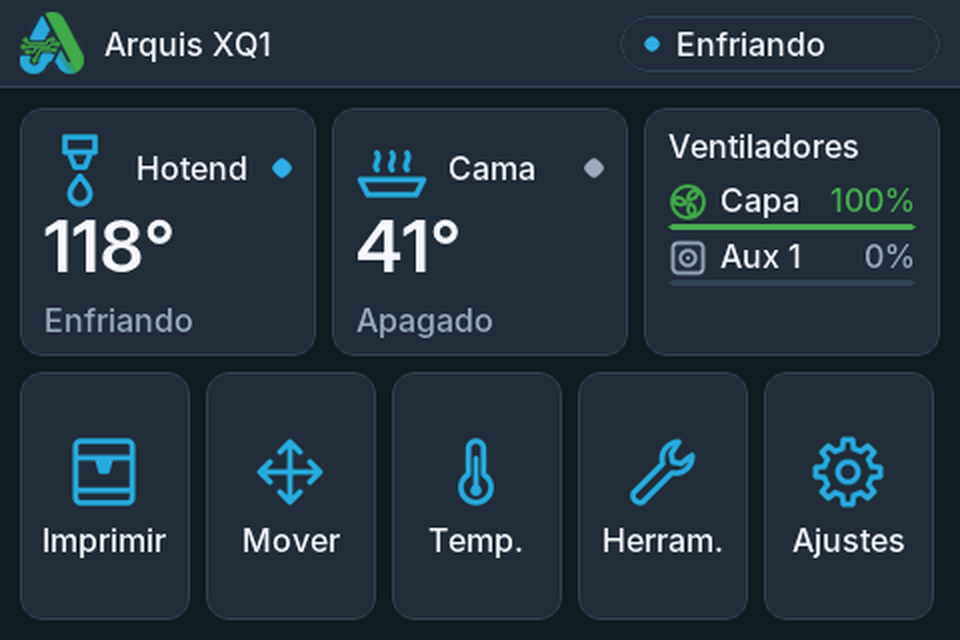 Arquis XQ1
Enfriando
Hotend
118°
Enfriando
Cama
41°
Apagado
Ventiladores
Capa 100%
Aux 1 0%
Imprimir
Mover
Temp.
Herram.
Ajustes